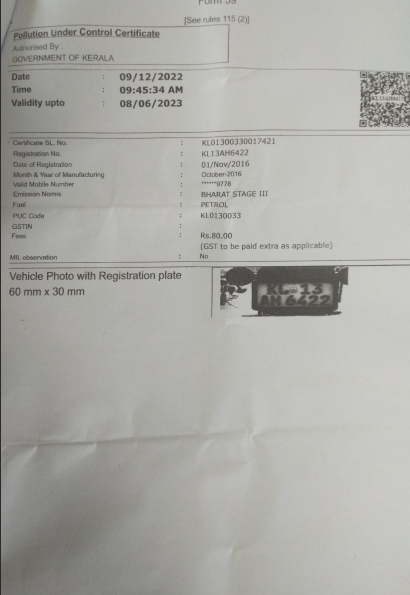 Form 59
[See rules 115 (2)]
Pollution Under Control Certificate
Authorised By :
GOVERNMENT OF KERALA
Date : 09/12/2022
Time : 09:45:34 AM
Validity upto : 08/06/2023
KL13AH6422
Certificate SL. No. : KL01300330017421
Registration No. : KL13AH6422
Date of Registration : 01/Nov/2016
Month & Year of Manufacturing : October-2016
Valid Mobile Number : ******9778
Emission Norms : BHARAT STAGE III
Fuel : PETROL
PUC Code : KL0130033
GSTIN :
Fees : Rs.80.00
(GST to be paid extra as applicable)
MIL observation : No
Vehicle Photo with Registration plate
60 mm x 30 mm
KL 13
AH 6422